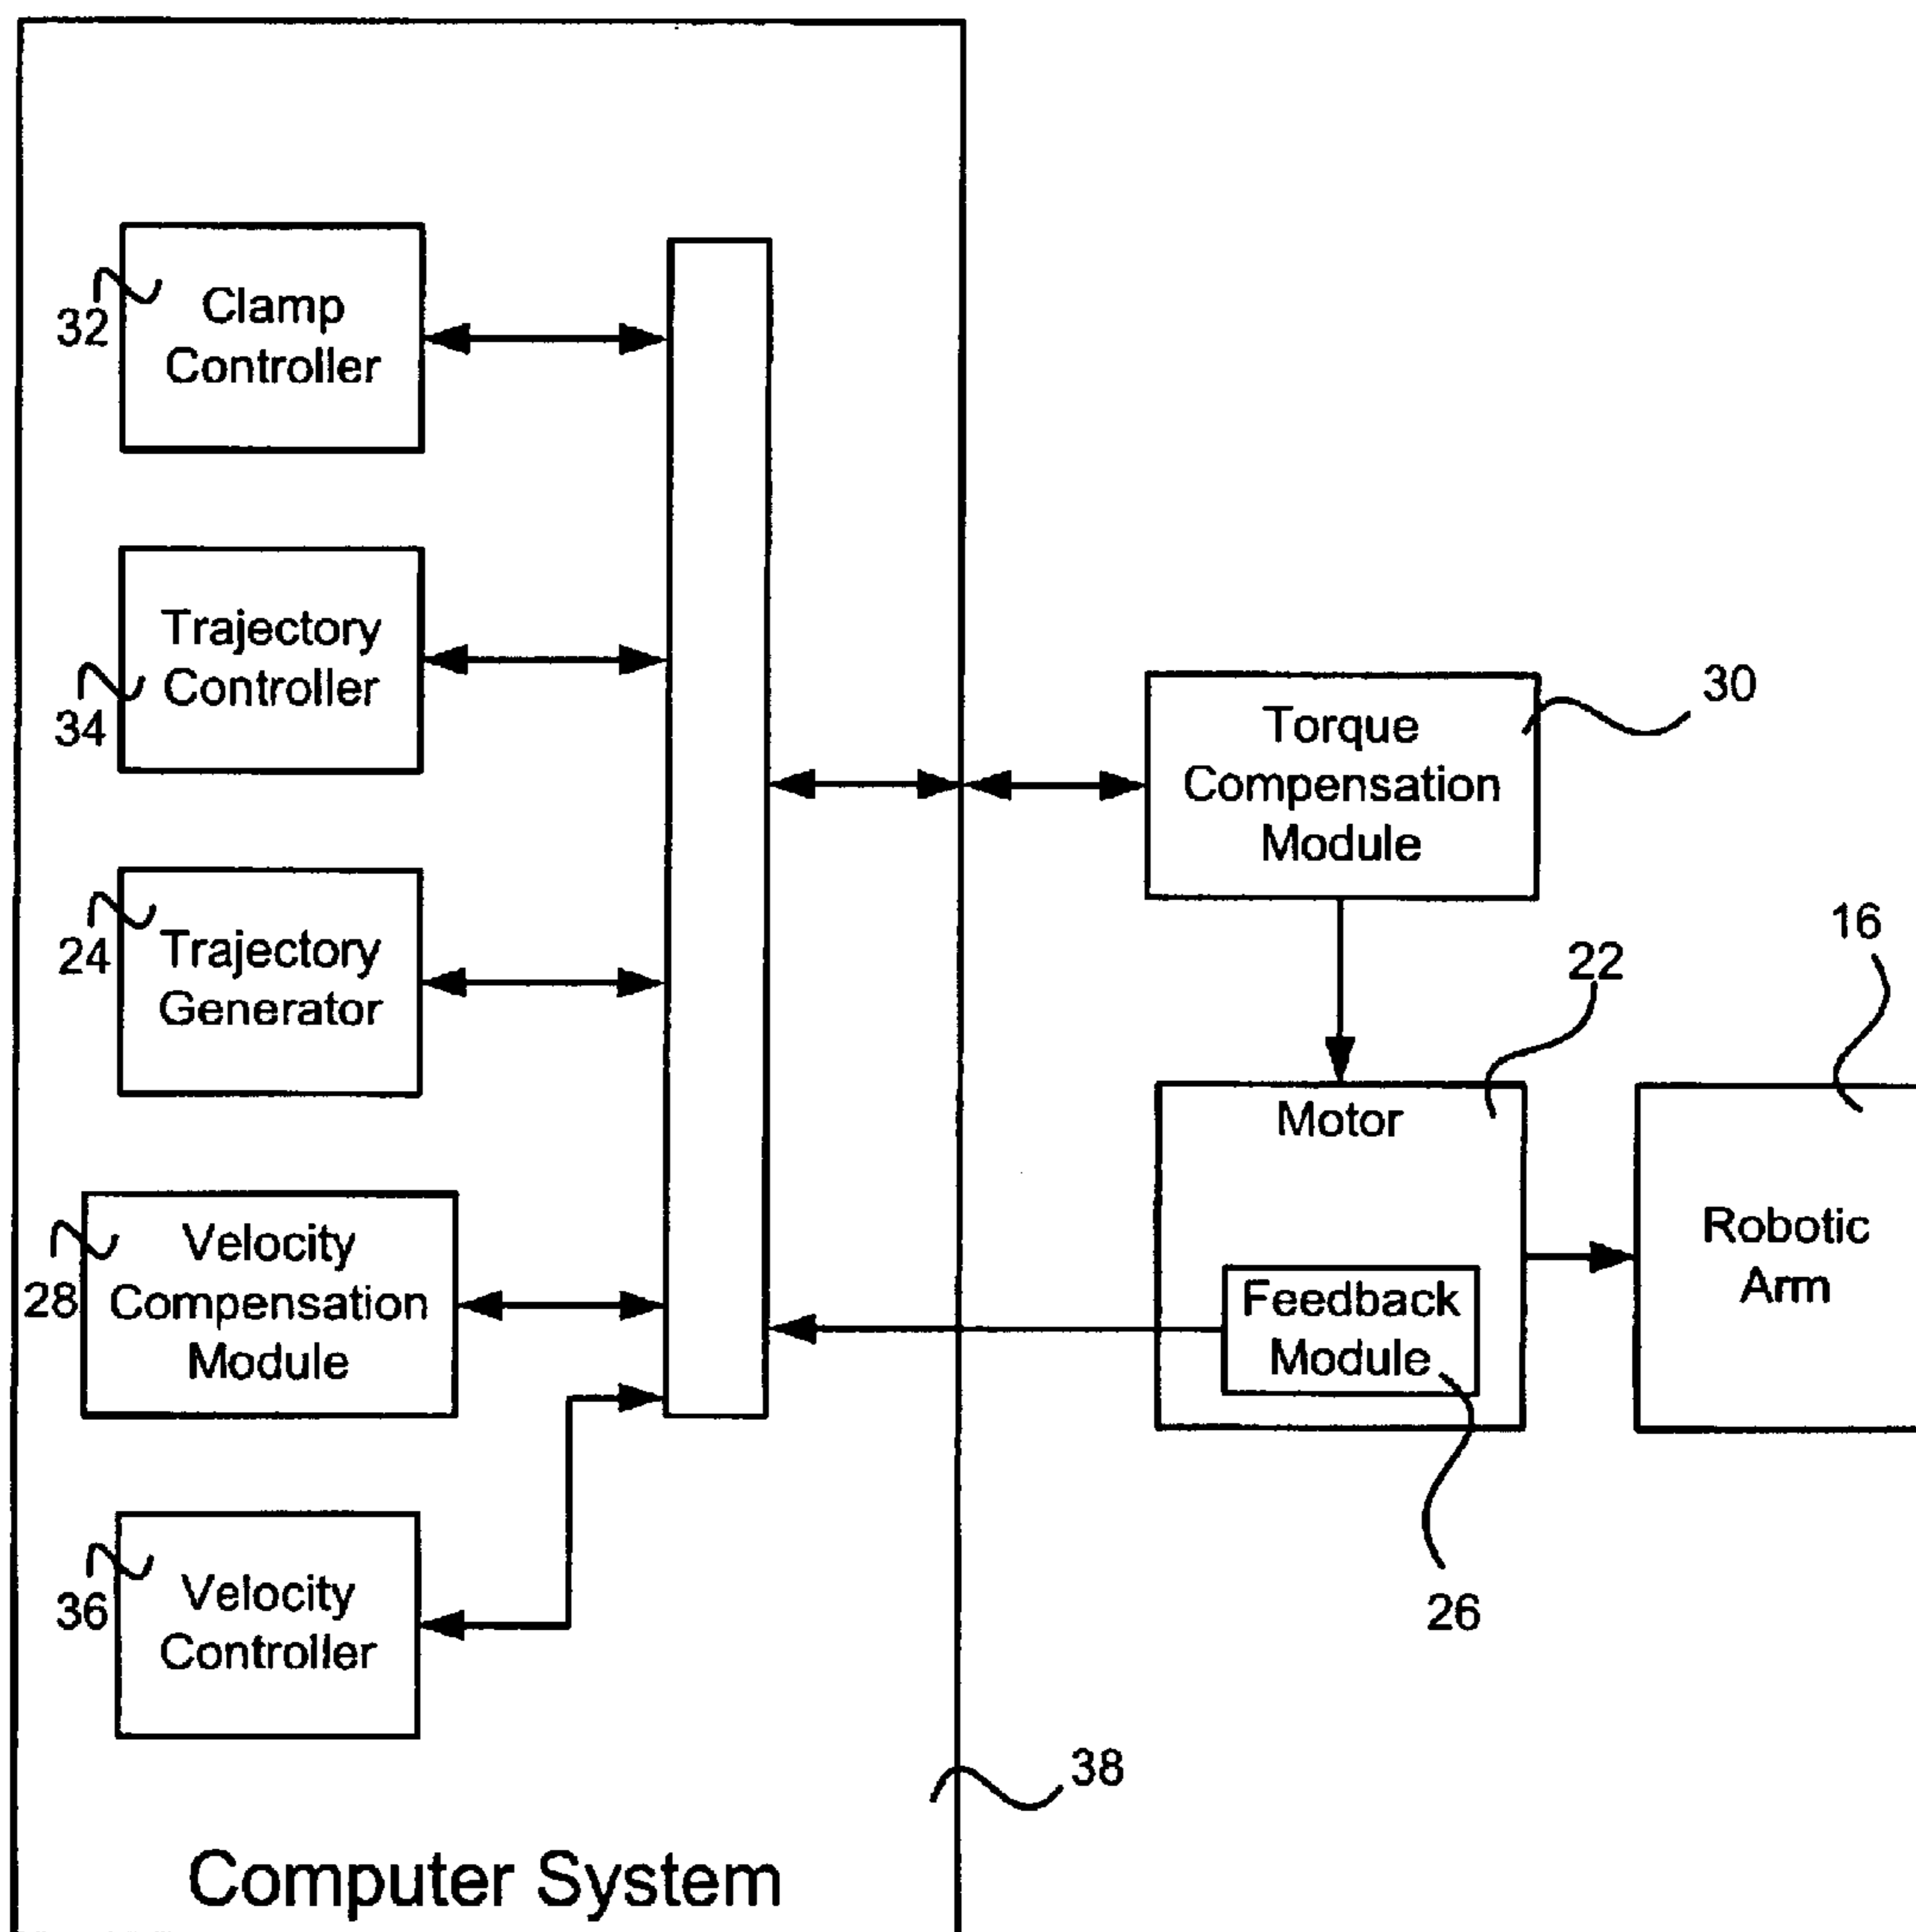 32
Clamp
Controller
34
Trajectory
Controller
24
Trajectory
Generator
28
Velocity
Compensation
Module
36
Velocity
Controller
Computer System
38
30
Torque
Compensation
Module
22
Motor
Feedback
Module
26
16
Robotic
Arm